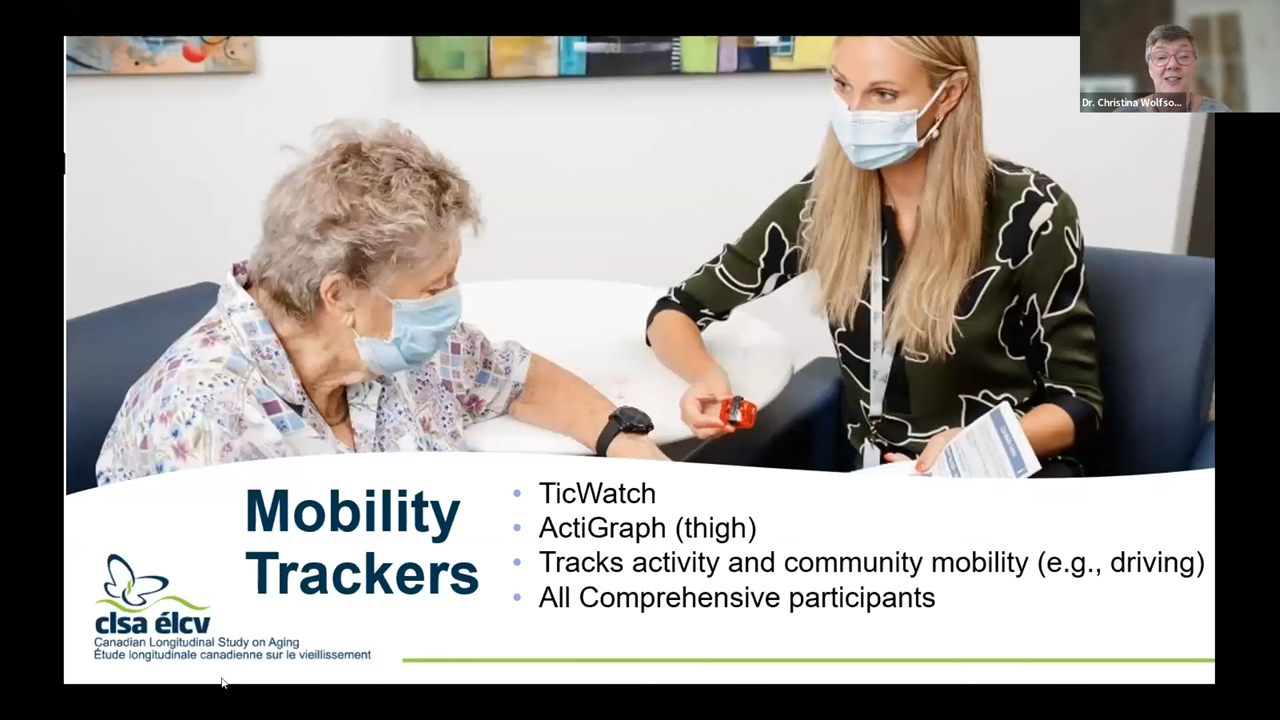 Dr. Christina Wolfso...
Mobility
Trackers
• TicWatch
• ActiGraph (thigh)
• Tracks activity and community mobility (e.g., driving)
• All Comprehensive participants
clsa élcv
Canadian Longitudinal Study on Aging
Étude longitudinale canadienne sur le vieillissement